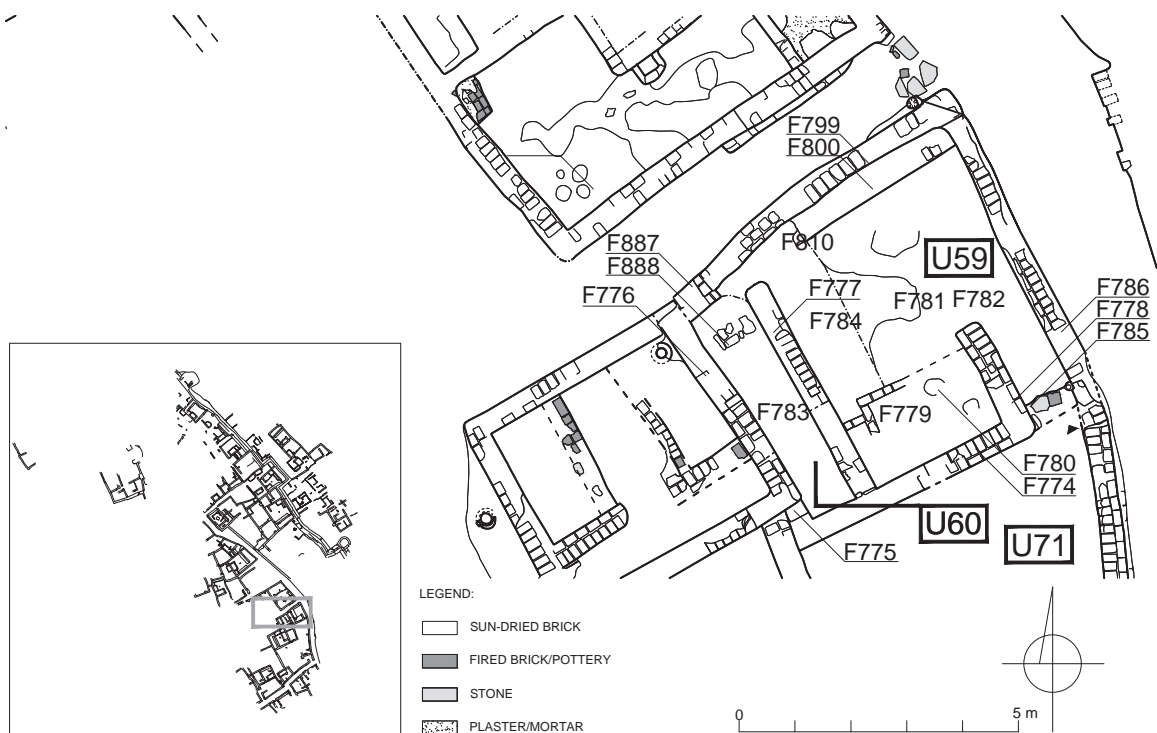 F799
F800
F887
F888
F776
F810
U59
F777
F784
F781
F782
F786
F778
F785
F783
F779
F780
F774
U60
U71
F775
LEGEND:
SUN-DRIED BRICK
FIRED BRICK/POTTERY
STONE
PLASTER/MORTAR
0
5 m